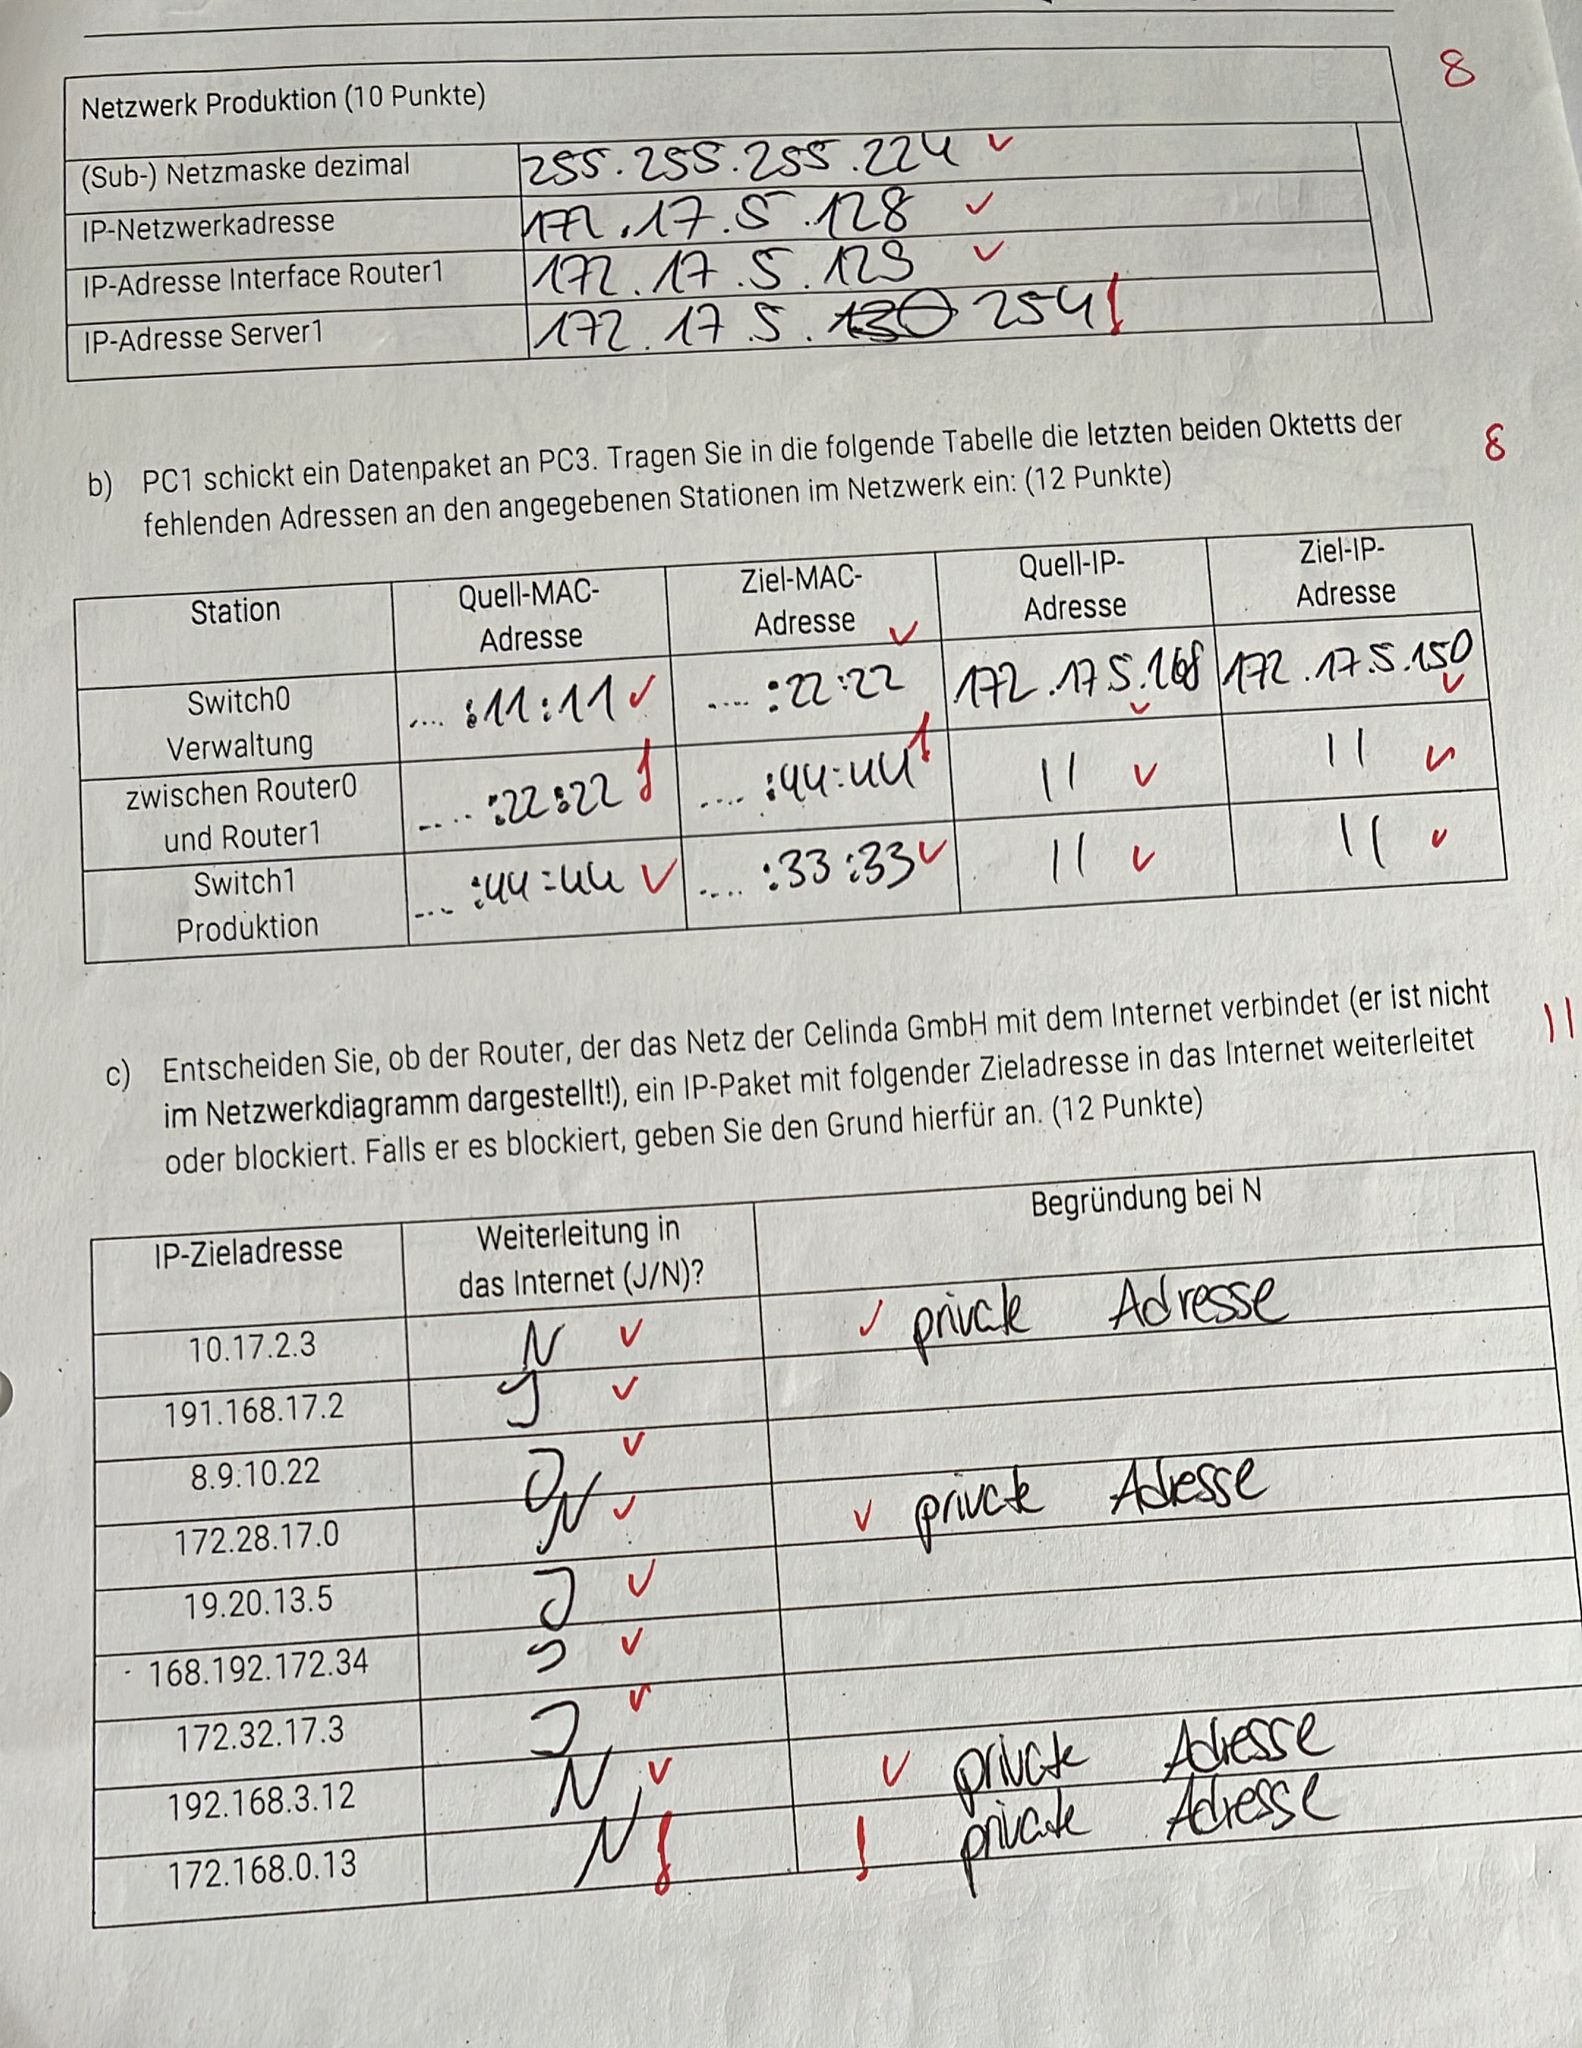 8
Netzwerk Produktion (10 Punkte)
(Sub-) Netzmaske dezimal 255.255.255.224 ✓
IP-Netzwerkadresse 172.17.5.128 ✓
IP-Adresse Interface Router1 172.17.5.129 ✓
IP-Adresse Server1 172.17.5.130 254
b) PC1 schickt ein Datenpaket an PC3. Tragen Sie in die folgende Tabelle die letzten beiden Oktetts der 8
fehlenden Adressen an den angegebenen Stationen im Netzwerk ein: (12 Punkte)
Station Quell-MAC-Adresse Ziel-MAC-Adresse Quell-IP-Adresse Ziel-IP-Adresse
Switch0 Verwaltung .... :11:11 ✓ .... :22:22 ✓ 172.17.5.168 ✓ 172.17.5.150 ✓
zwischen Router0 und Router1 .... :22:22 .... :44:44 || ✓ || ✓
Switch1 Produktion .... :44:44 ✓ .... :33:33 ✓ || ✓ || ✓
c) Entscheiden Sie, ob der Router, der das Netz der Celinda GmbH mit dem Internet verbindet (er ist nicht 11
im Netzwerkdiagramm dargestellt!), ein IP-Paket mit folgender Zieladresse in das Internet weiterleitet
oder blockiert. Falls er es blockiert, geben Sie den Grund hierfür an. (12 Punkte)
IP-Zieladresse Weiterleitung in das Internet (J/N)? Begründung bei N
10.17.2.3 N ✓ ✓ private Adresse
191.168.17.2 J ✓
8.9.10.22 J ✓
172.28.17.0 N ✓ ✓ private Adresse
19.20.13.5 J ✓
168.192.172.34 J ✓
172.32.17.3 J ✓
192.168.3.12 N ✓ ✓ private Adresse
172.168.0.13 N private Adresse